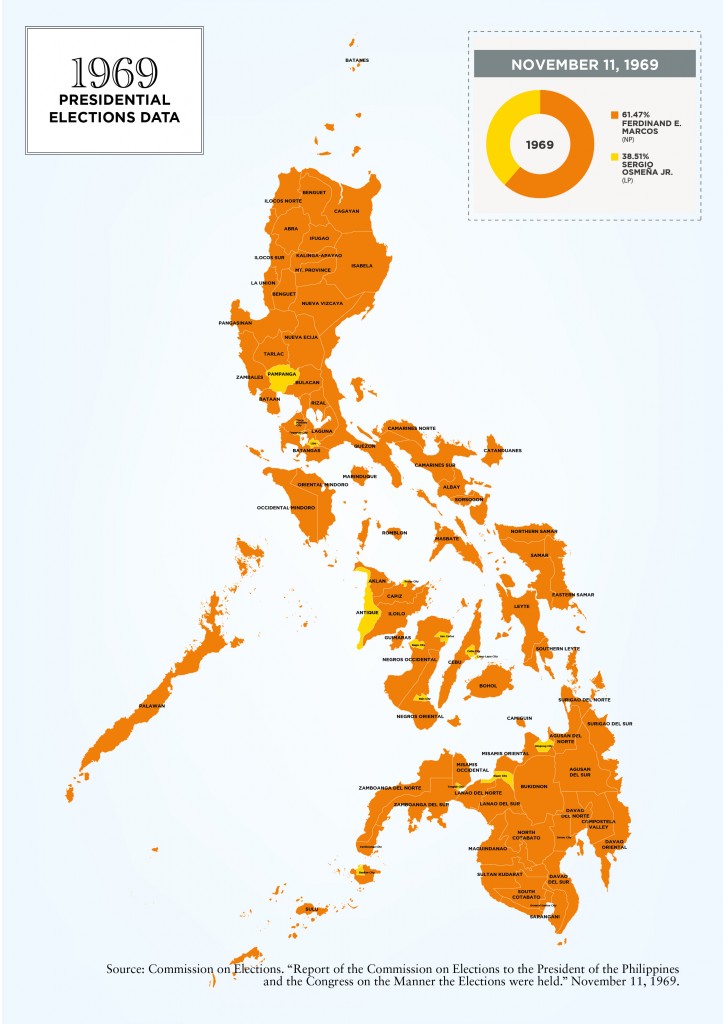 1969
PRESIDENTIAL
ELECTIONS DATA
NOVEMBER 11, 1969
1969
61.47%
FERDINAND E.
MARCOS
(NP)
38.51%
SERGIO
OSMEÑA JR.
(LP)
BATANES
BENGUET
ILOCOS NORTE
CAGAYAN
ABRA
IFUGAO
ILOCOS SUR
KALINGA-APAYAO
ISABELA
MT. PROVINCE
LA UNION
BENGUET
NUEVA VIZCAYA
PANGASINAN
NUEVA ECIJA
TARLAC
ZAMBALES
PAMPANGA
BULACAN
BATAAN
RIZAL
LAGUNA
BATANGAS
QUEZON
CAMARINES NORTE
CATANDUANES
CAMARINES SUR
MARINDUQUE
ORIENTAL MINDORO
ALBAY
SORSOGON
OCCIDENTAL MINDORO
ROMBLON
MASBATE
NORTHERN SAMAR
SAMAR
EASTERN SAMAR
AKLAN
CAPIZ
ANTIQUE
ILOILO
LEYTE
GUIMARAS
SOUTHERN LEYTE
NEGROS OCCIDENTAL
CEBU
BOHOL
PALAWAN
NEGROS ORIENTAL
CAMIGUIN
SURIGAO DEL NORTE
SURIGAO DEL SUR
AGUSAN DEL
NORTE
MISAMIS ORIENTAL
MISAMIS
OCCIDENTAL
AGUSAN
DEL SUR
ZAMBOANGA DEL NORTE
LANAO DEL NORTE
BUKIDNON
ZAMBOANGA DEL SUR
LANAO DEL SUR
DAVAO
DEL NORTE
COMPOSTELA
VALLEY
NORTH
COTABATO
DAVAO
ORIENTAL
MAGUINDANAO
SULTAN KUDARAT
DAVAO
DEL SUR
SOUTH
COTABATO
SARANGANI
SULU
Source: Commission on Elections. “Report of the Commission on Elections to the President of the Philippines
and the Congress on the Manner the Elections were held.” November 11, 1969.